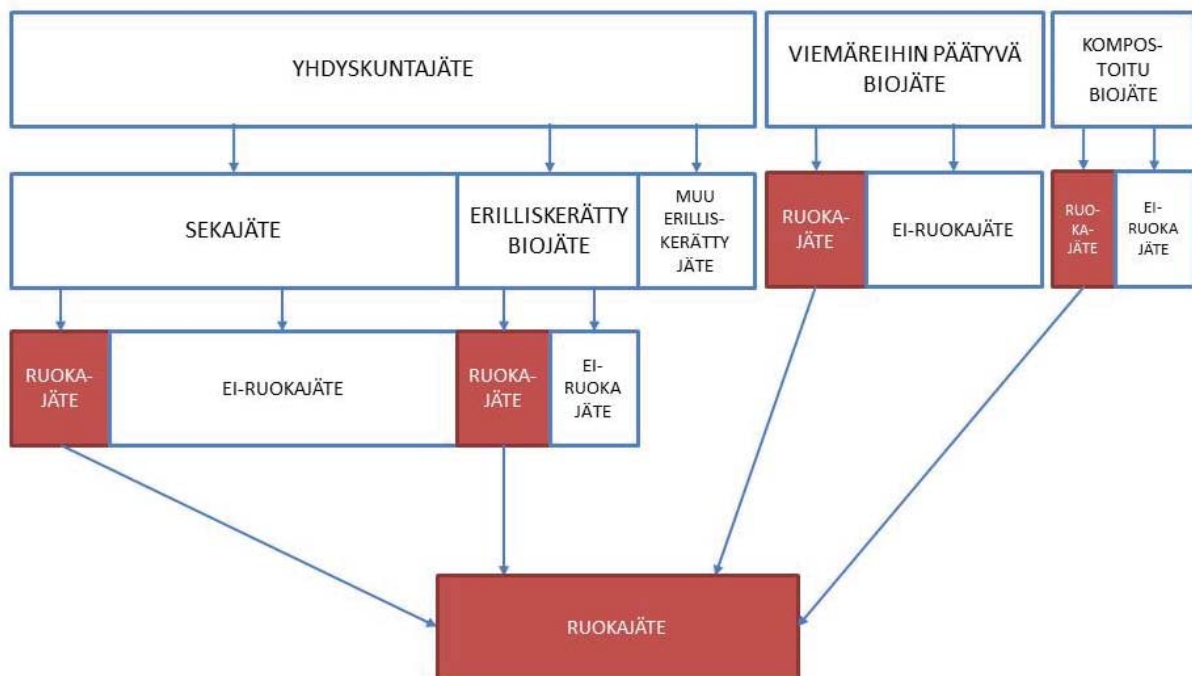 YHDYSKUNTAJÄTE
VIEMÄREIHIN PÄÄTYVÄ
BIOJÄTE
KOMPOS-
TOITU
BIOJÄTE
SEKAJÄTE
ERILLISKERÄTTY
BIOJÄTE
MUU
ERILLIS-
KERÄTTY
JÄTE
RUOKA-
JÄTE
EI-RUOKAJÄTE
RUO-
KA-
JÄTE
EI-
RUOKA
JÄTE
RUOKA-
JÄTE
EI-RUOKAJÄTE
RUOKA-
JÄTE
EI-
RUOKA
JÄTE
RUOKAJÄTE